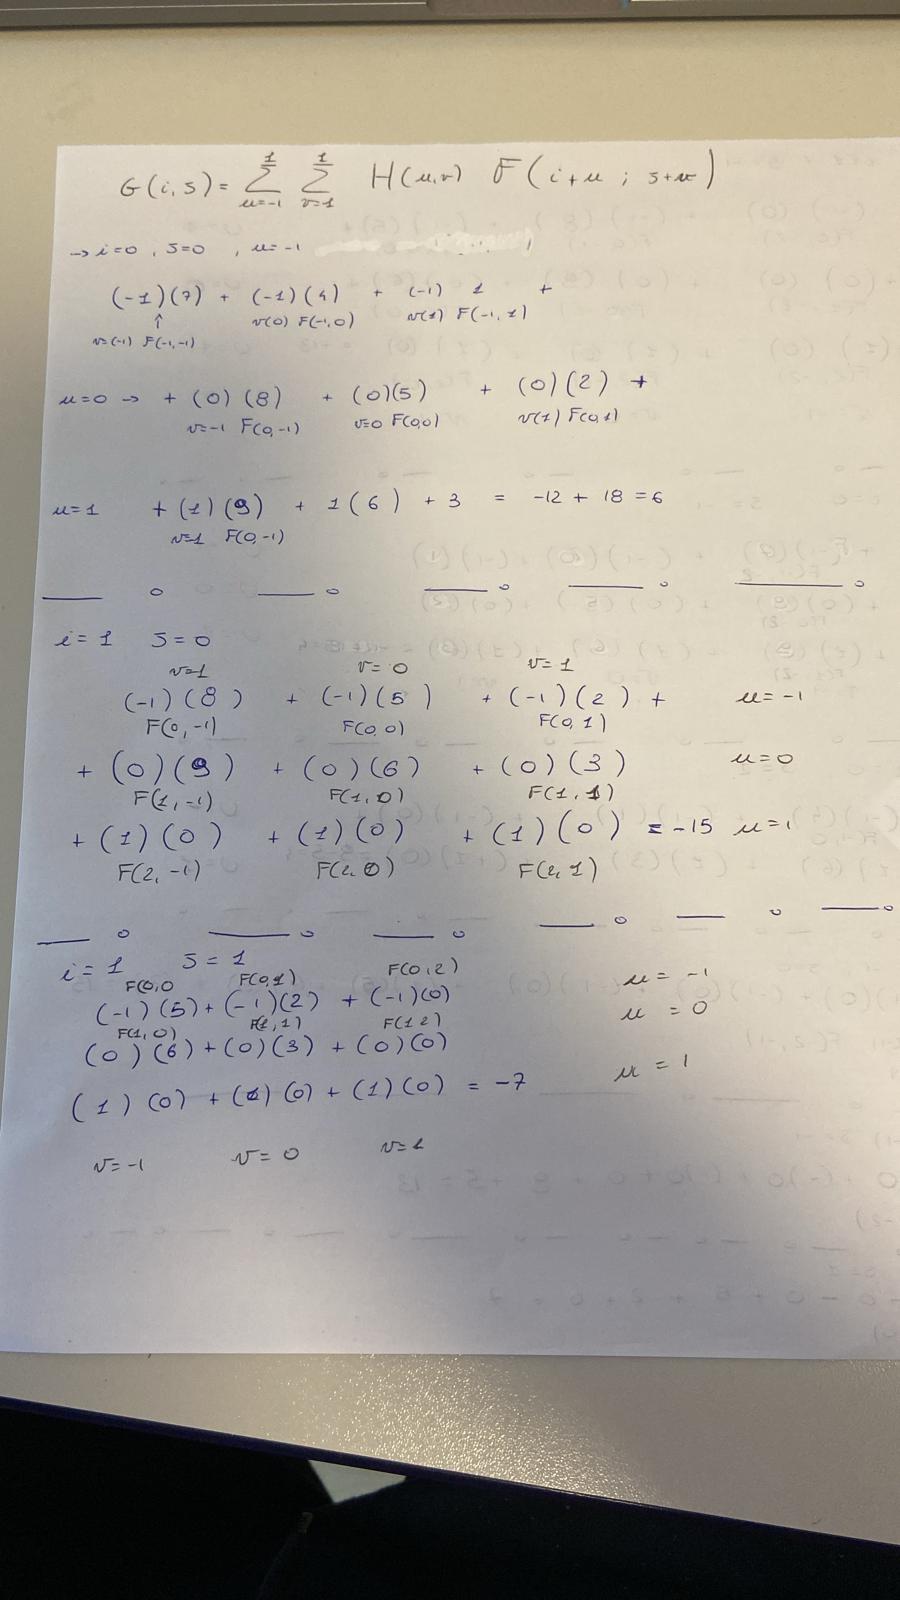 G(i,s) = Σ Σ H(u,v) F(i+u ; s+v)
1 1
u=-1 v=1
→ i=0 , s=0 , u=-1
(-1)(7) + (-1)(4) + (-1) 1 +
↑ v(0) F(-1,0) v(1) F(-1,1)
v=(-1) F(-1,-1)
u=0 → + (0)(8) + (0)(5) + (0)(2) +
v=-1 F(0,-1) v=0 F(0,0) v(1) F(0,1)
u=1 + (1)(9) + 1(6) + 3 = -12 + 18 = 6
v=1 F(0,-1)
i=1 s=0
v=1 v=0 v=1
(-1)(8) + (-1)(5) + (-1)(2) + u=-1
F(0,-1) F(0,0) F(0,1)
+ (0)(9) + (0)(6) + (0)(3) u=0
F(1,-1) F(1,0) F(1,1)
+ (1)(0) + (1)(0) + (1)(0) = -15 u=1
F(2,-1) F(2,0) F(2,1)
i=1 s=1
F(0,0 F(0,1) F(0,2)
(-1)(5)+(-1)(2) + (-1)(0) u = -1
F(1,0) F(1,1) F(1 2)
(0)(6)+(0)(3) + (0)(0) u = 0
(1)(0) + (1)(0) + (1)(0) = -7 u = 1
v=-1 v=0 v=1